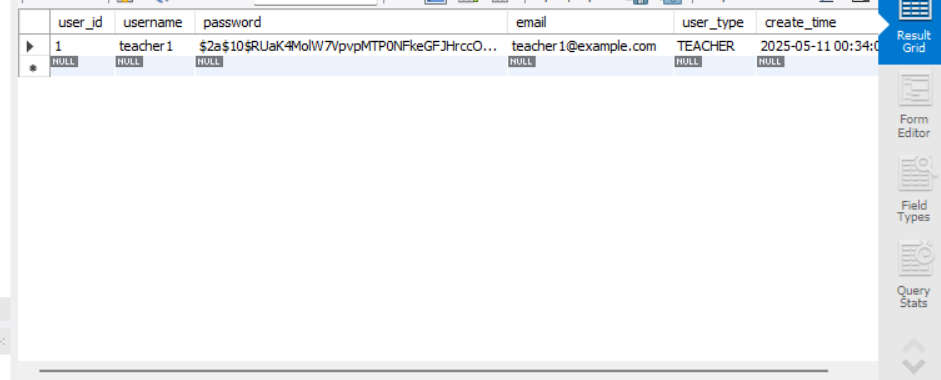 user_id username password email user_type create_time
1 teacher1 $2a$10$RUaK4MolW7VpvpMTP0NFkeGFJHrccO... teacher1@example.com TEACHER 2025-05-11 00:34:0
NULL NULL NULL NULL NULL NULL
Result
Grid
Form
Editor
Field
Types
Query
Stats